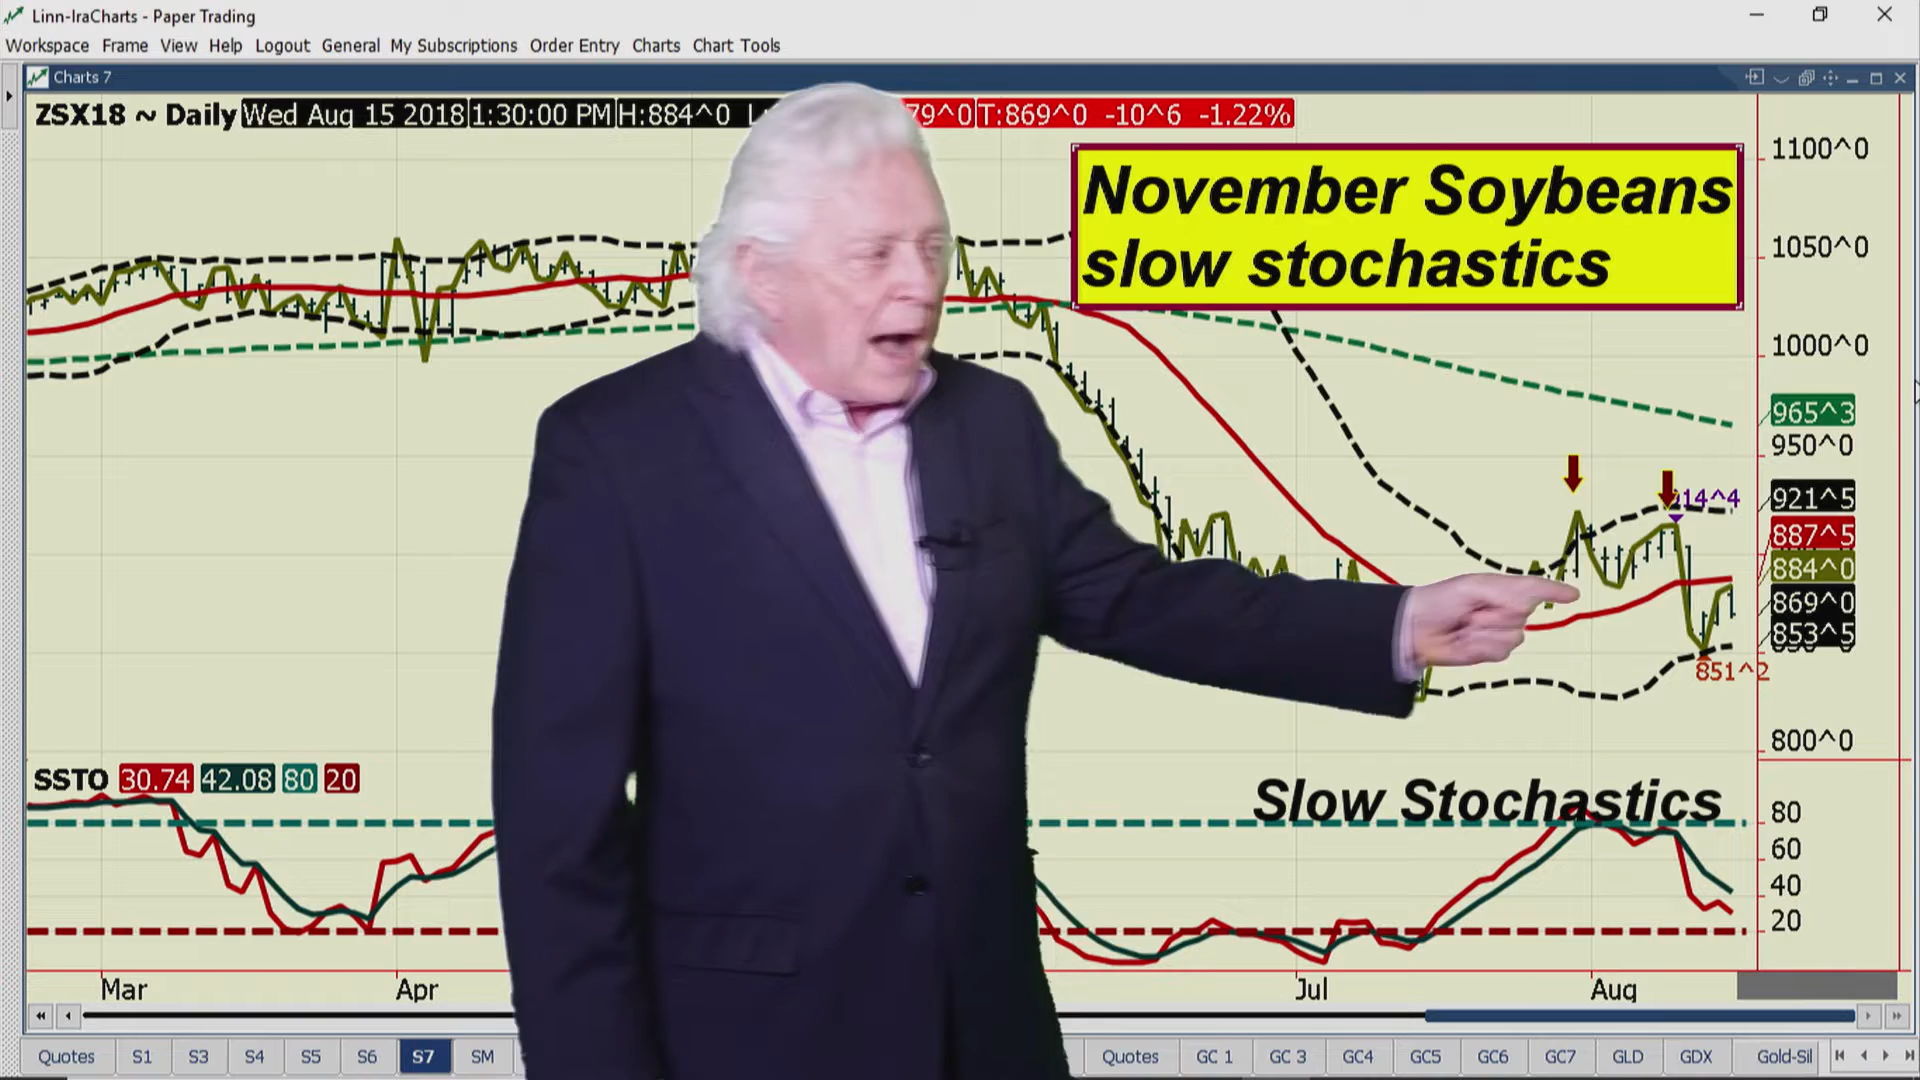 Linn-IraCharts - Paper Trading
Workspace Frame View Help Logout General My Subscriptions Order Entry Charts Chart Tools
Charts 7
ZSX18 ~ Daily Wed Aug 15 2018 1:30:00 PM H:884^0 79^0 T:869^0 -10^6 -1.22%
November Soybeans
slow stochastics
1100^0
1050^0
1000^0
965^3
950^0
14^4
921^5
887^5
884^0
869^0
853^5
851^2
800^0
SSTO 30.74 42.08 80 20
Slow Stochastics
80
60
40
20
Mar Apr Jul Aug
Quotes S1 S3 S4 S5 S6 S7 SM Quotes GC 1 GC 3 GC4 GC5 GC6 GC7 GLD GDX Gold-Sil